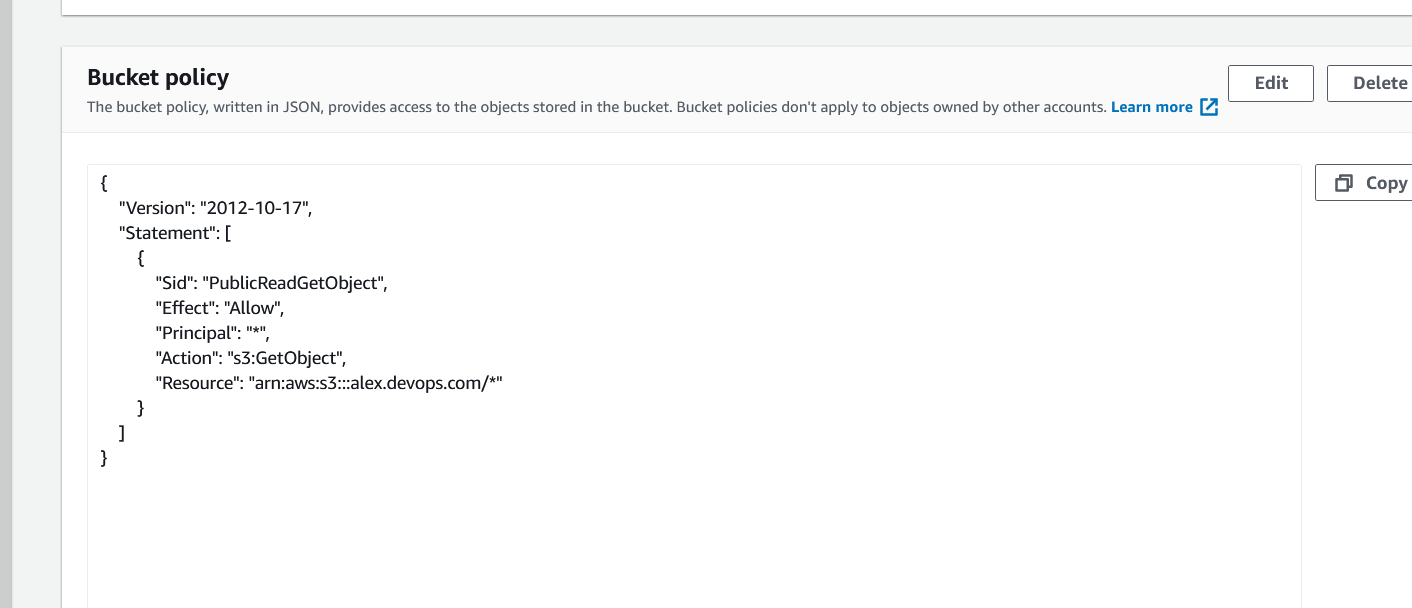 Bucket policy
Edit
Delete
The bucket policy, written in JSON, provides access to the objects stored in the bucket. Bucket policies don't apply to objects owned by other accounts. Learn more
Copy
{
"Version": "2012-10-17",
"Statement": [
{
"Sid": "PublicReadGetObject",
"Effect": "Allow",
"Principal": "*",
"Action": "s3:GetObject",
"Resource": "arn:aws:s3:::alex.devops.com/*"
}
]
}